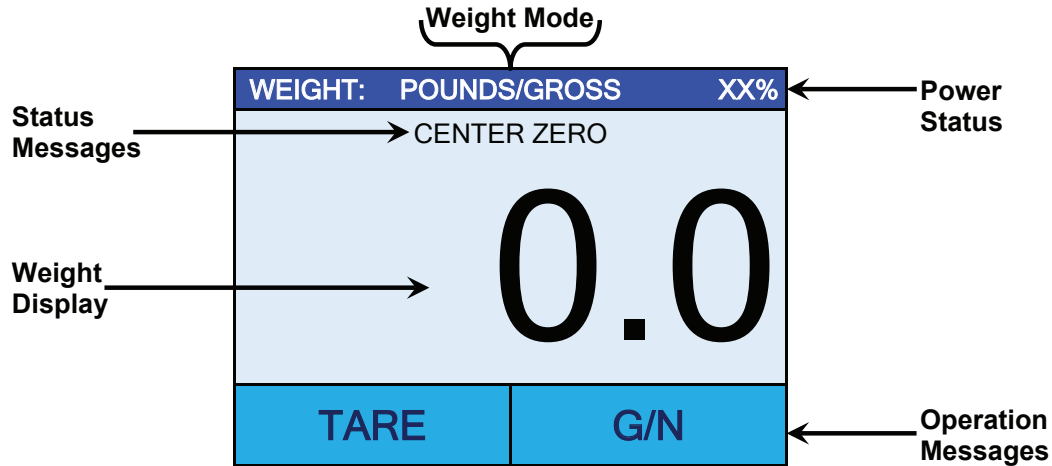 Weight Mode
WEIGHT: POUNDS/GROSS XX%
Power
Status
Status
Messages
CENTER ZERO
0.0
Weight
Display
TARE G/N
Operation
Messages